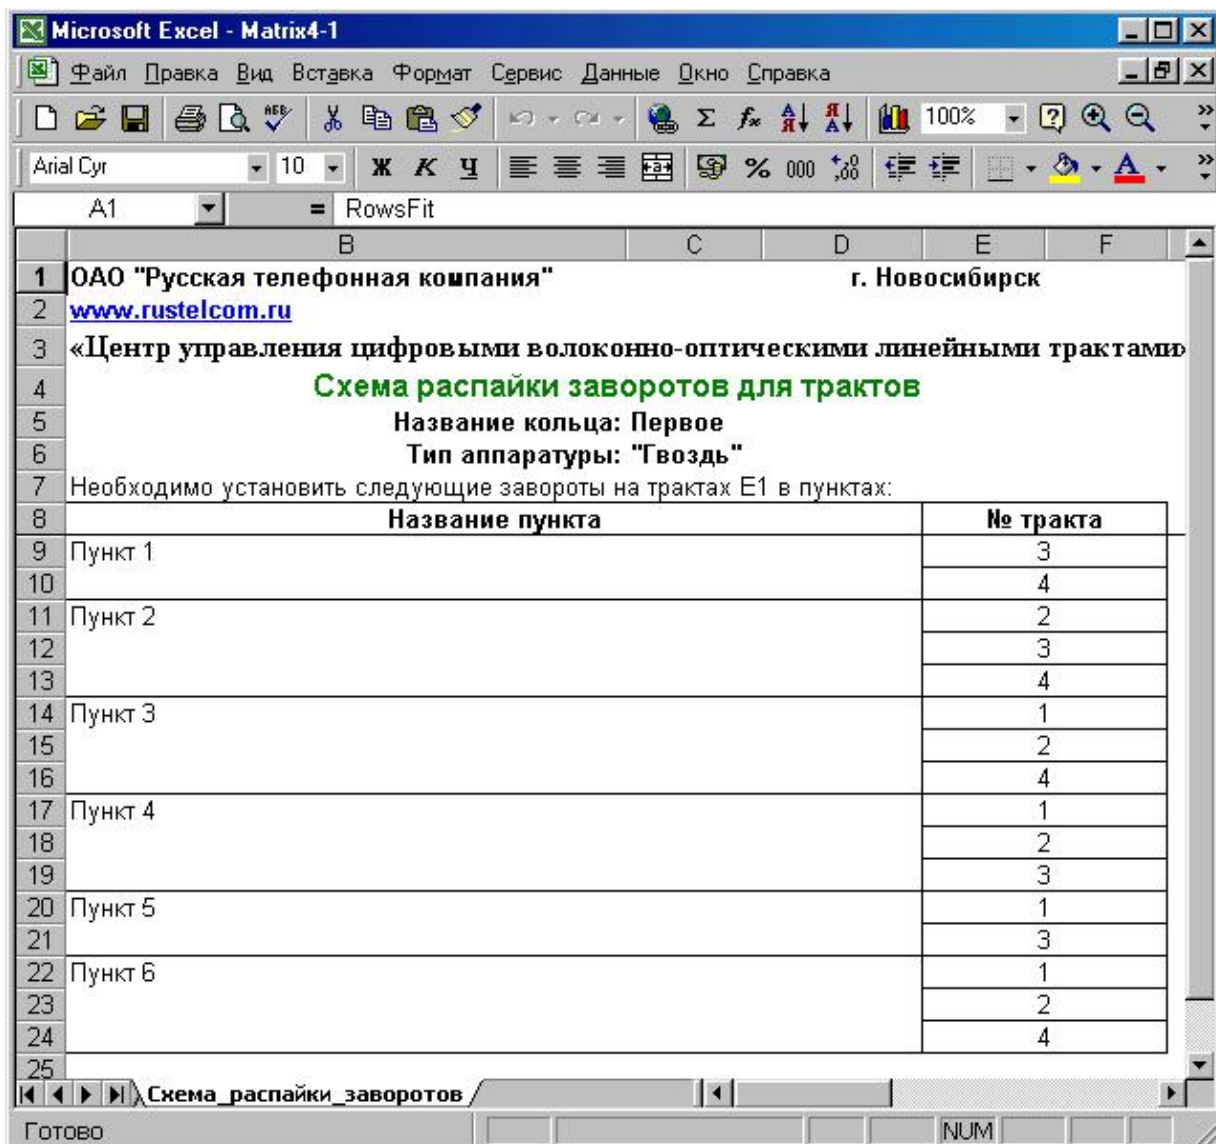 Microsoft Excel - Matrix4-1
Файл Правка Вид Вставка Формат Сервис Данные Окно Справка
100%
Arial Cyr 10 Ж К Ч % 000
A1 = RowsFit
B C D E F
1 ОАО "Русская телефонная компания" г. Новосибирск
2 www.rustelcom.ru
3 «Центр управления цифровыми волоконно-оптическими линейными трактами»
4 Схема распайки заворотов для трактов
5 Название кольца: Первое
6 Тип аппаратуры: "Гвоздь"
7 Необходимо установить следующие завороты на трактах Е1 в пунктах:
8 Название пункта № тракта
9 Пункт 1 3
10 4
11 Пункт 2 2
12 3
13 4
14 Пункт 3 1
15 2
16 4
17 Пункт 4 1
18 2
19 3
20 Пункт 5 1
21 3
22 Пункт 6 1
23 2
24 4
25
Схема_распайки_заворотов
Готово NUM